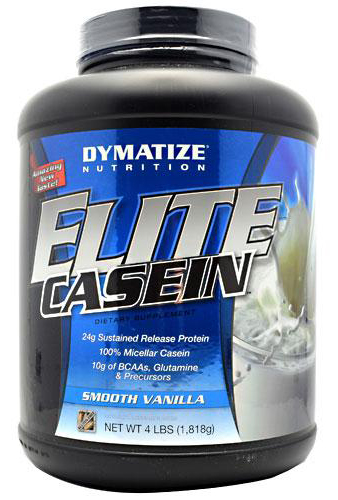 DYMATIZE®
NUTRITION
Amazing
New
Taste!
ELITE
CASEIN
DIETARY SUPPLEMENT
24g Sustained Release Protein
100% Micellar Casein
10g of BCAAs, Glutamine
& Precursors
SMOOTH VANILLA
NET WT 4 LBS (1,818g)